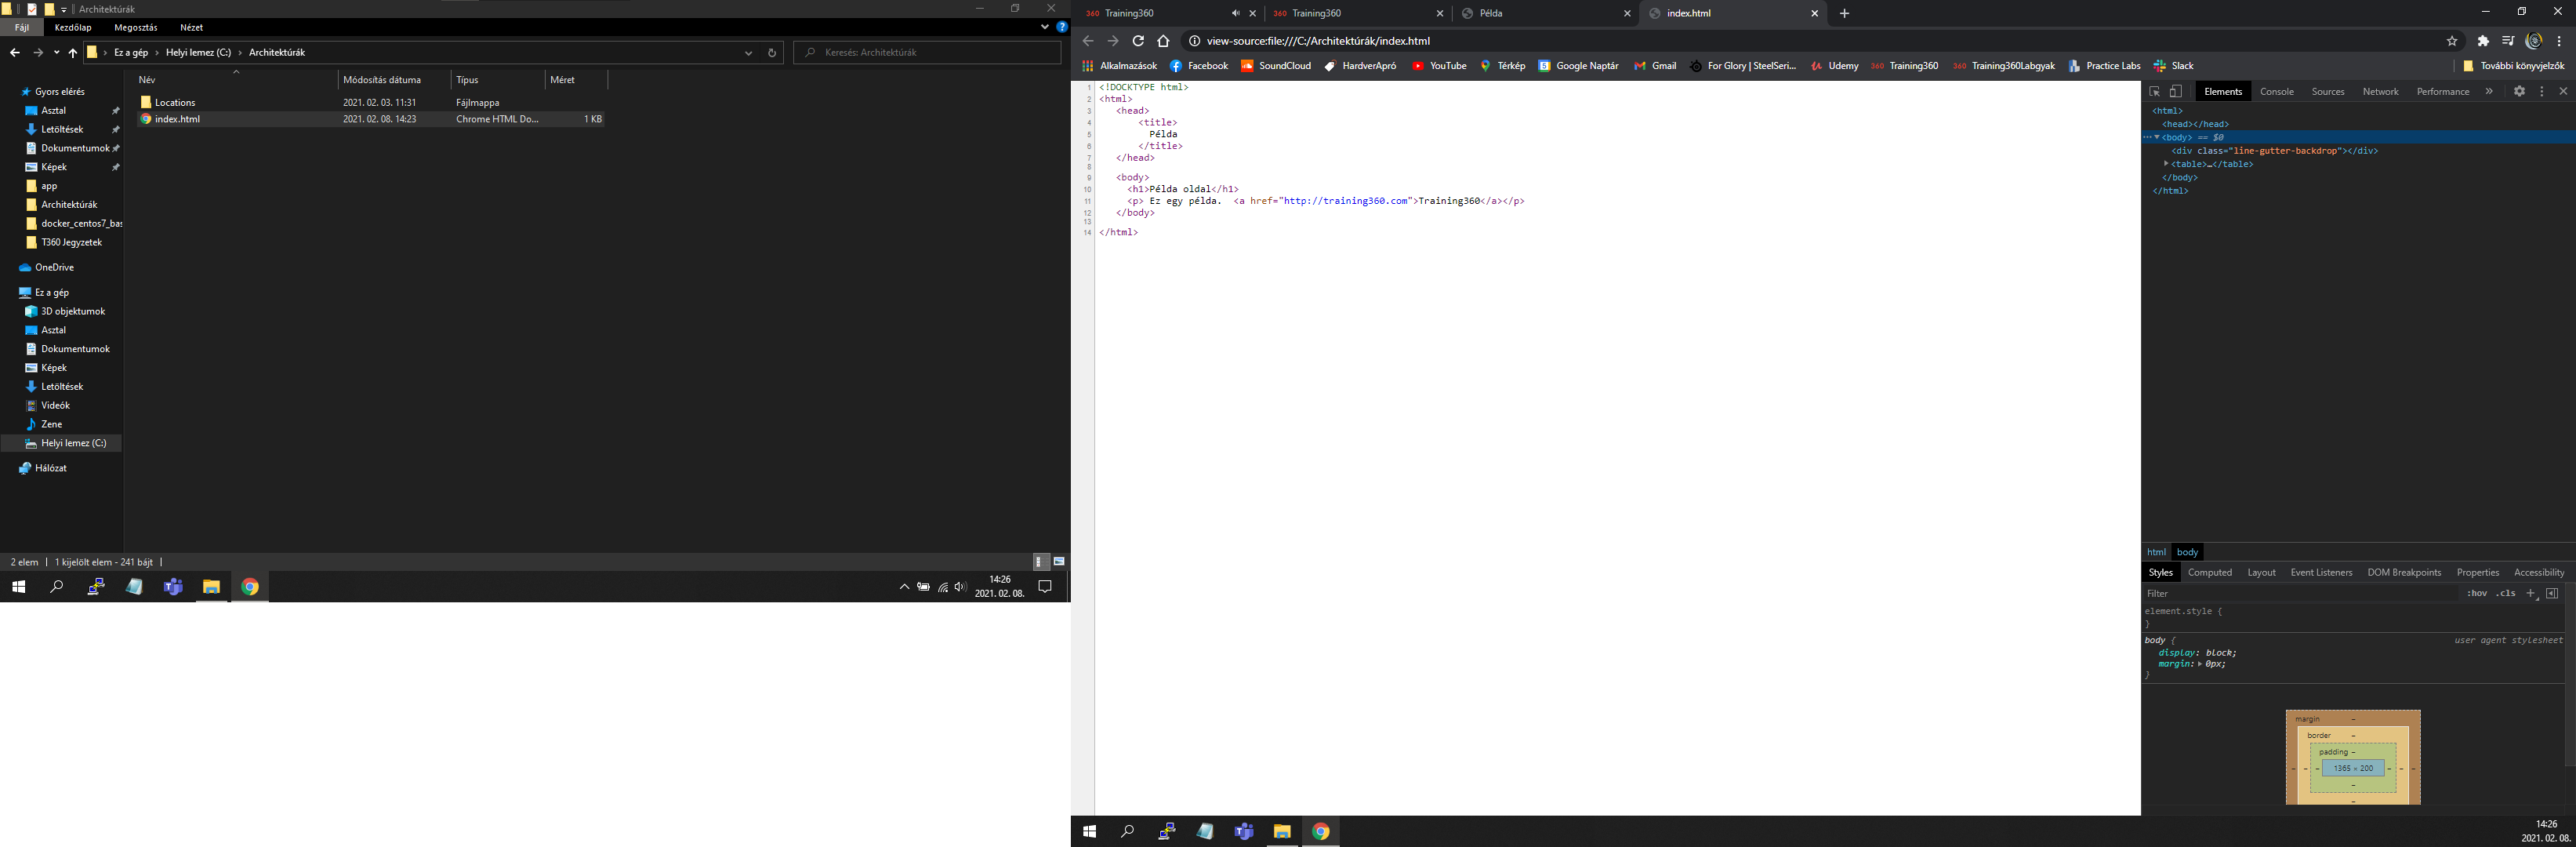 Architektúrák
Fájl Kezdőlap Megosztás Nézet
Ez a gép > Helyi lemez (C:) > Architektúrák
Keresés: Architektúrák
Gyors elérés
Asztal
Letöltések
Dokumentumok
Képek
app
Architektúrák
docker_centos7_bas
T360 Jegyzetek
OneDrive
Ez a gép
3D objektumok
Asztal
Dokumentumok
Képek
Letöltések
Videók
Zene
Helyi lemez (C:)
Hálózat
Név Módosítás dátuma Típus Méret
Locations 2021. 02. 03. 11:31 Fájlmappa
index.html 2021. 02. 08. 14:23 Chrome HTML Do... 1 KB
2 elem 1 kijelölt elem - 241 bájt
14:26
2021. 02. 08.
360 Training360 360 Training360 Példa index.html
view-source:file:///C:/Architektúrák/index.html
Alkalmazások Facebook SoundCloud HardverApró YouTube Térkép Google Naptár Gmail For Glory | SteelSeri... Udemy 360 Training360 360 Training360Labgyak Practice Labs Slack További könyvjelzők
1 <!DOCKTYPE html>
2 <html>
3 <head>
4 <title>
5 Példa
6 </title>
7 </head>
8
9 <body>
10 <h1>Példa oldal</h1>
11 <p> Ez egy példa.  <a href="http://training360.com">Training360</a></p>
12 </body>
13
14 </html>
Elements Console Sources Network Performance »
<html>
<head></head>
<body> == $0
<div class="line-gutter-backdrop"></div>
<table>…</table>
</body>
</html>
html body
Styles Computed Layout Event Listeners DOM Breakpoints Properties Accessibility
Filter :hov .cls +
element.style {
}
body { user agent stylesheet
display: block;
margin: 0px;
}
margin -
border -
padding -
- - - 1365 × 200 - - -
-
-
14:26
2021. 02. 08.